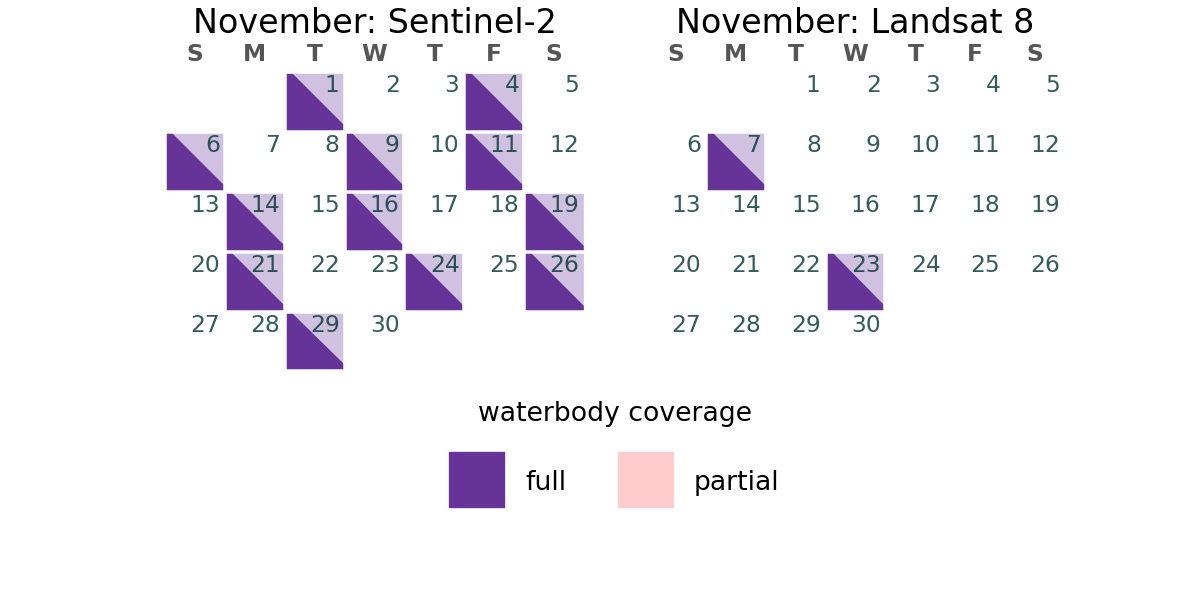 November: Sentinel-2
S M T W T F S
1 2 3 4 5
6 7 8 9 10 11 12
13 14 15 16 17 18 19
20 21 22 23 24 25 26
27 28 29 30
November: Landsat 8
S M T W T F S
1 2 3 4 5
6 7 8 9 10 11 12
13 14 15 16 17 18 19
20 21 22 23 24 25 26
27 28 29 30
waterbody coverage
full partial